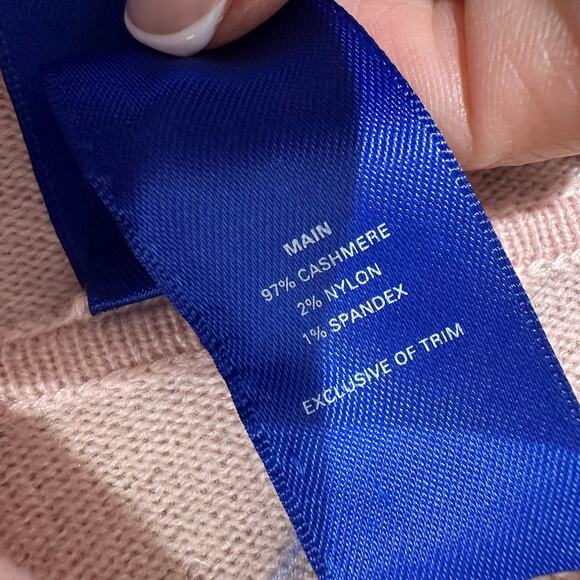 MAIN
97% CASHMERE
2% NYLON
1% SPANDEX
EXCLUSIVE OF TRIM